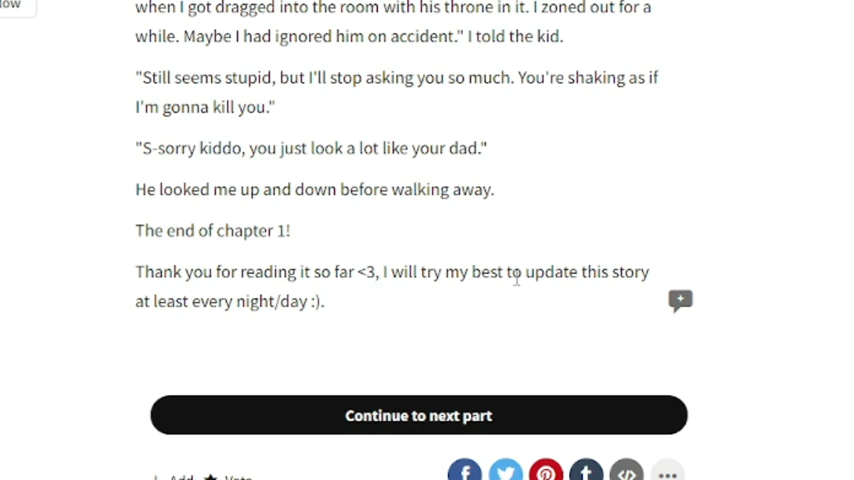 when I got dragged into the room with his throne in it. I zoned out for a
while. Maybe I had ignored him on accident." I told the kid.
"Still seems stupid, but I'll stop asking you so much. You're shaking as if
I'm gonna kill you."
"S-sorry kiddo, you just look a lot like your dad."
He looked me up and down before walking away.
The end of chapter 1!
Thank you for reading it so far <3, I will try my best to update this story
at least every night/day :).
Continue to next part
Add Vote